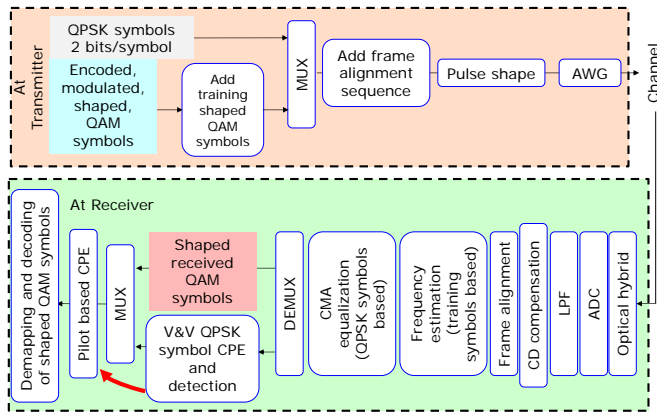 QPSK symbols
2 bits/symbol
Encoded,
modulated,
shaped,
QAM
symbols
Add
training
shaped
QAM
symbols
MUX
Add frame
alignment
sequence
Pulse shape
AWG
At
Transmitter
Channel
At Receiver
Demapping and decoding
of shaped QAM symbols
Pilot based CPE
MUX
Shaped
received
QAM
symbols
V&V QPSK
symbol CPE
and
detection
DEMUX
CMA
equalization
(QPSK symbols
based)
Frequency
estimation
(training
symbols based)
Frame alignment
CD compensation
LPF
ADC
Optical hybrid